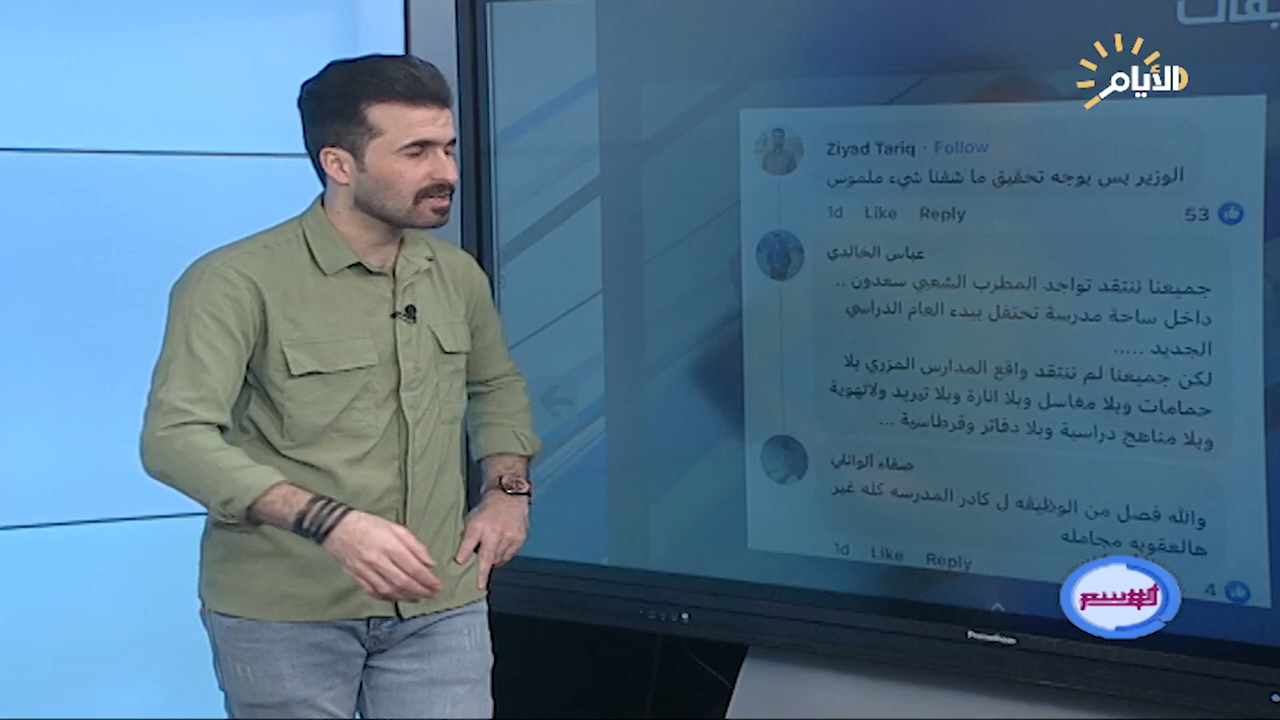 الأيام
Ziyad Tariq · Follow
الوزير بس يوجه تحقيق ما شفنا شيء ملموس
1d Like Reply 53
عباس الخالدي
جميعنا ننتقد تواجد المطرب الشعبي سعدون ..
داخل ساحة مدرسة تحتفل ببدء العام الدراسي
الجديد .....
لكن جميعنا لم ننتقد واقع المدارس المزري بلا
حمامات وبلا مغاسل وبلا انارة وبلا تبريد ولاتهوية
وبلا مناهج دراسية وبلا دفاتر وقرطاسية ...
صفاء الوائلي
والله فصل من الوظيفه ل كادر المدرسه كله غير
هالعقوبه مجامله
1d Like Reply 4